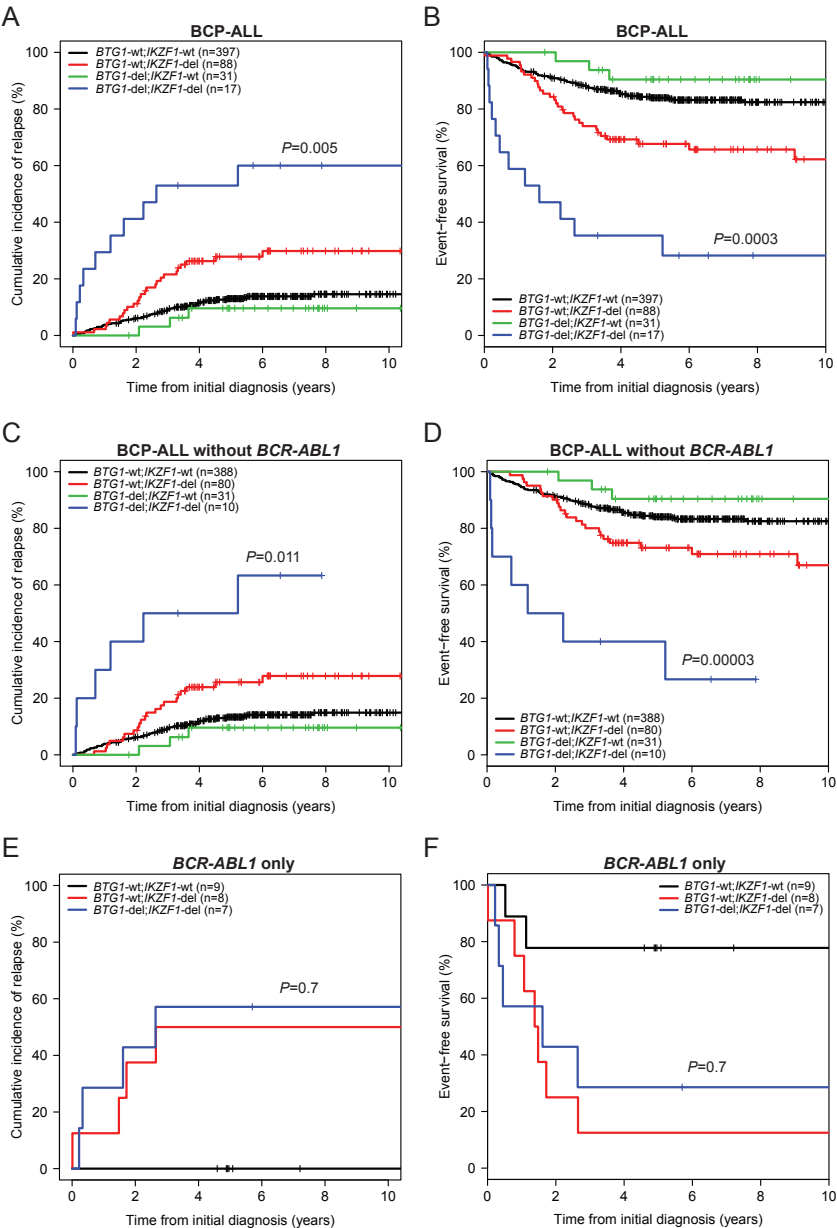 A
BCP-ALL
BTG1-wt;IKZF1-wt (n=397)
BTG1-wt;IKZF1-del (n=88)
BTG1-del;IKZF1-wt (n=31)
BTG1-del;IKZF1-del (n=17)
P=0.005
Cumulative incidence of relapse (%)
100
80
60
40
20
0
0 2 4 6 8 10
Time from initial diagnosis (years)
B
BCP-ALL
Event-free survival (%)
100
80
60
40
20
0
P=0.0003
BTG1-wt;IKZF1-wt (n=397)
BTG1-wt;IKZF1-del (n=88)
BTG1-del;IKZF1-wt (n=31)
BTG1-del;IKZF1-del (n=17)
0 2 4 6 8 10
Time from initial diagnosis (years)
C
BCP-ALL without BCR-ABL1
BTG1-wt;IKZF1-wt (n=388)
BTG1-wt;IKZF1-del (n=80)
BTG1-del;IKZF1-wt (n=31)
BTG1-del;IKZF1-del (n=10)
P=0.011
Cumulative incidence of relapse (%)
100
80
60
40
20
0
0 2 4 6 8 10
Time from initial diagnosis (years)
D
BCP-ALL without BCR-ABL1
Event-free survival (%)
100
80
60
40
20
0
P=0.00003
BTG1-wt;IKZF1-wt (n=388)
BTG1-wt;IKZF1-del (n=80)
BTG1-del;IKZF1-wt (n=31)
BTG1-del;IKZF1-del (n=10)
0 2 4 6 8 10
Time from initial diagnosis (years)
E
BCR-ABL1 only
BTG1-wt;IKZF1-wt (n=9)
BTG1-wt;IKZF1-del (n=8)
BTG1-del;IKZF1-del (n=7)
P=0.7
Cumulative incidence of relapse (%)
100
80
60
40
20
0
0 2 4 6 8 10
Time from initial diagnosis (years)
F
BCR-ABL1 only
BTG1-wt;IKZF1-wt (n=9)
BTG1-wt;IKZF1-del (n=8)
BTG1-del;IKZF1-del (n=7)
P=0.7
Event-free survival (%)
100
80
60
40
20
0
0 2 4 6 8 10
Time from initial diagnosis (years)